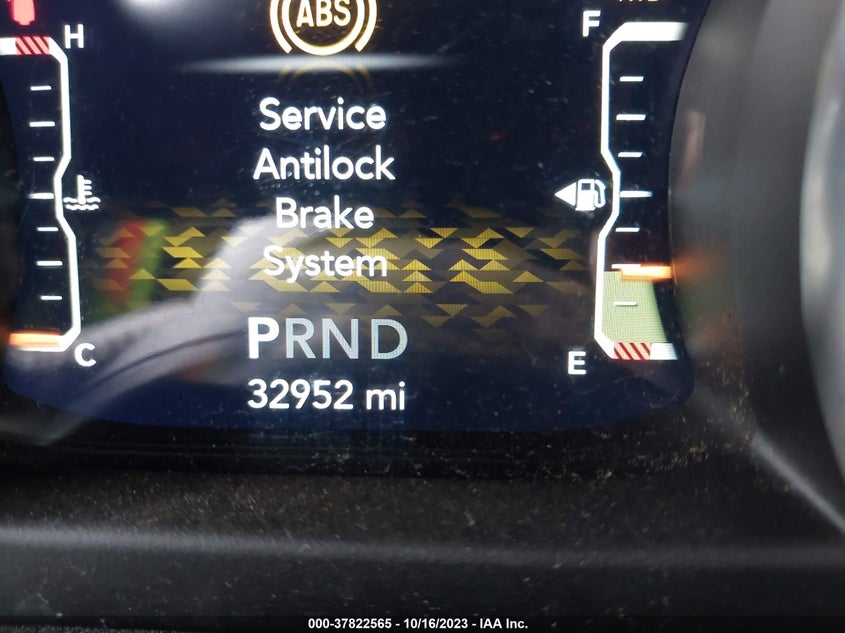 ABS
H
F
Service
Antilock
Brake
System
PRND
C
E
32952 mi
000-37822565 - 10/16/2023 - IAA Inc.